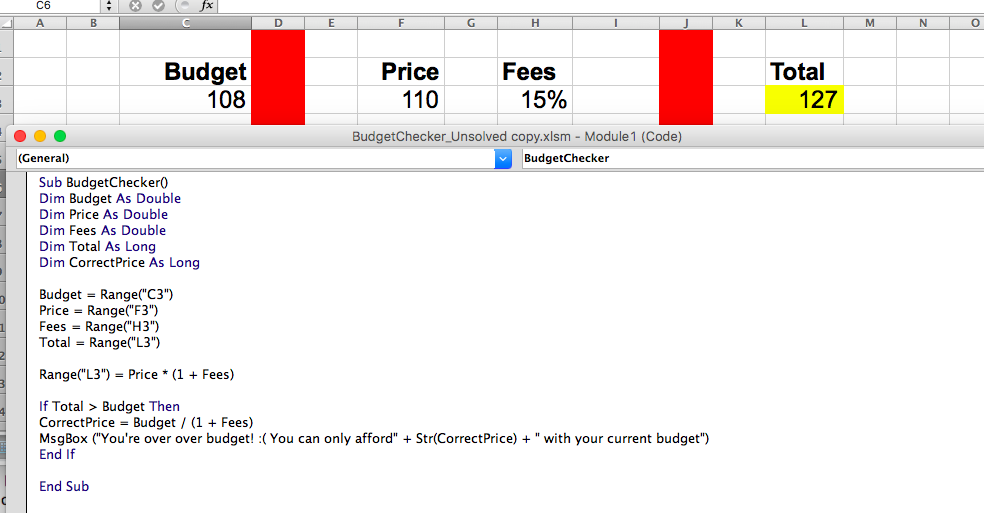 C6 fx
A B C D E F G H I J K L M N O
Budget Price Fees Total
108 110 15% 127
BudgetChecker_Unsolved copy.xlsm - Module1 (Code)
(General) BudgetChecker
Sub BudgetChecker()
Dim Budget As Double
Dim Price As Double
Dim Fees As Double
Dim Total As Long
Dim CorrectPrice As Long
Budget = Range("C3")
Price = Range("F3")
Fees = Range("H3")
Total = Range("L3")
Range("L3") = Price * (1 + Fees)
If Total > Budget Then
CorrectPrice = Budget / (1 + Fees)
MsgBox ("You're over over budget! :( You can only afford" + Str(CorrectPrice) + " with your current budget")
End If
End Sub